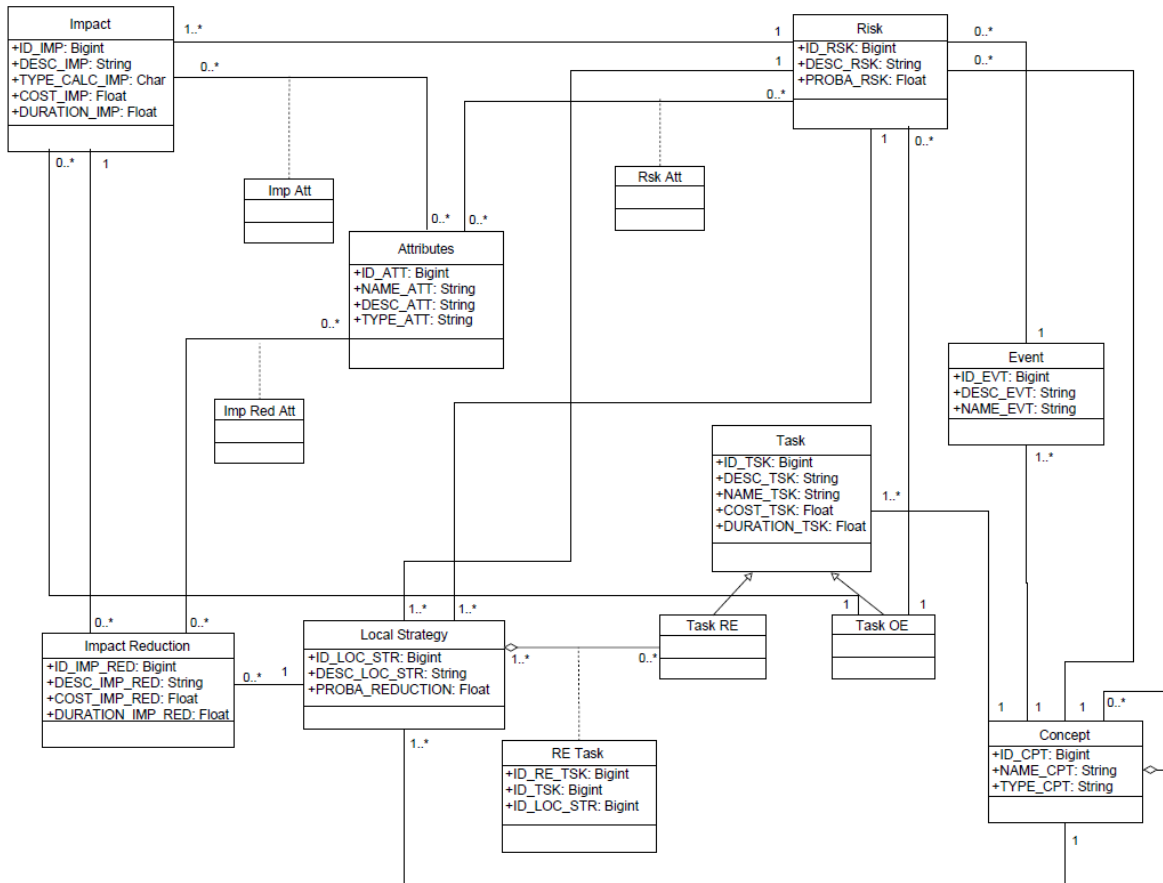 Impact
+ID_IMP: Bigint
+DESC_IMP: String
+TYPE_CALC_IMP: Char
+COST_IMP: Float
+DURATION_IMP: Float
1..*
1
Risk
+ID_RSK: Bigint
+DESC_RSK: String
+PROBA_RSK: Float
0..*
0..*
1
0..*
0..*
0..*
1
1
0..*
Imp Att
Rsk Att
0..*
0..*
Attributes
+ID_ATT: Bigint
+NAME_ATT: String
+DESC_ATT: String
+TYPE_ATT: String
0..*
1
Event
+ID_EVT: Bigint
+DESC_EVT: String
+NAME_EVT: String
1..*
Imp Red Att
Task
+ID_TSK: Bigint
+DESC_TSK: String
+NAME_TSK: String
+COST_TSK: Float
+DURATION_TSK: Float
1..*
0..*
0..*
1..*
1..*
1
1
Impact Reduction
+ID_IMP_RED: Bigint
+DESC_IMP_RED: String
+COST_IMP_RED: Float
+DURATION_IMP_RED: Float
0..*
1
Local Strategy
+ID_LOC_STR: Bigint
+DESC_LOC_STR: String
+PROBA_REDUCTION: Float
1..*
0..*
Task RE
Task OE
1..*
RE Task
+ID_RE_TSK: Bigint
+ID_TSK: Bigint
+ID_LOC_STR: Bigint
1
1
1
0..*
Concept
+ID_CPT: Bigint
+NAME_CPT: String
+TYPE_CPT: String
1